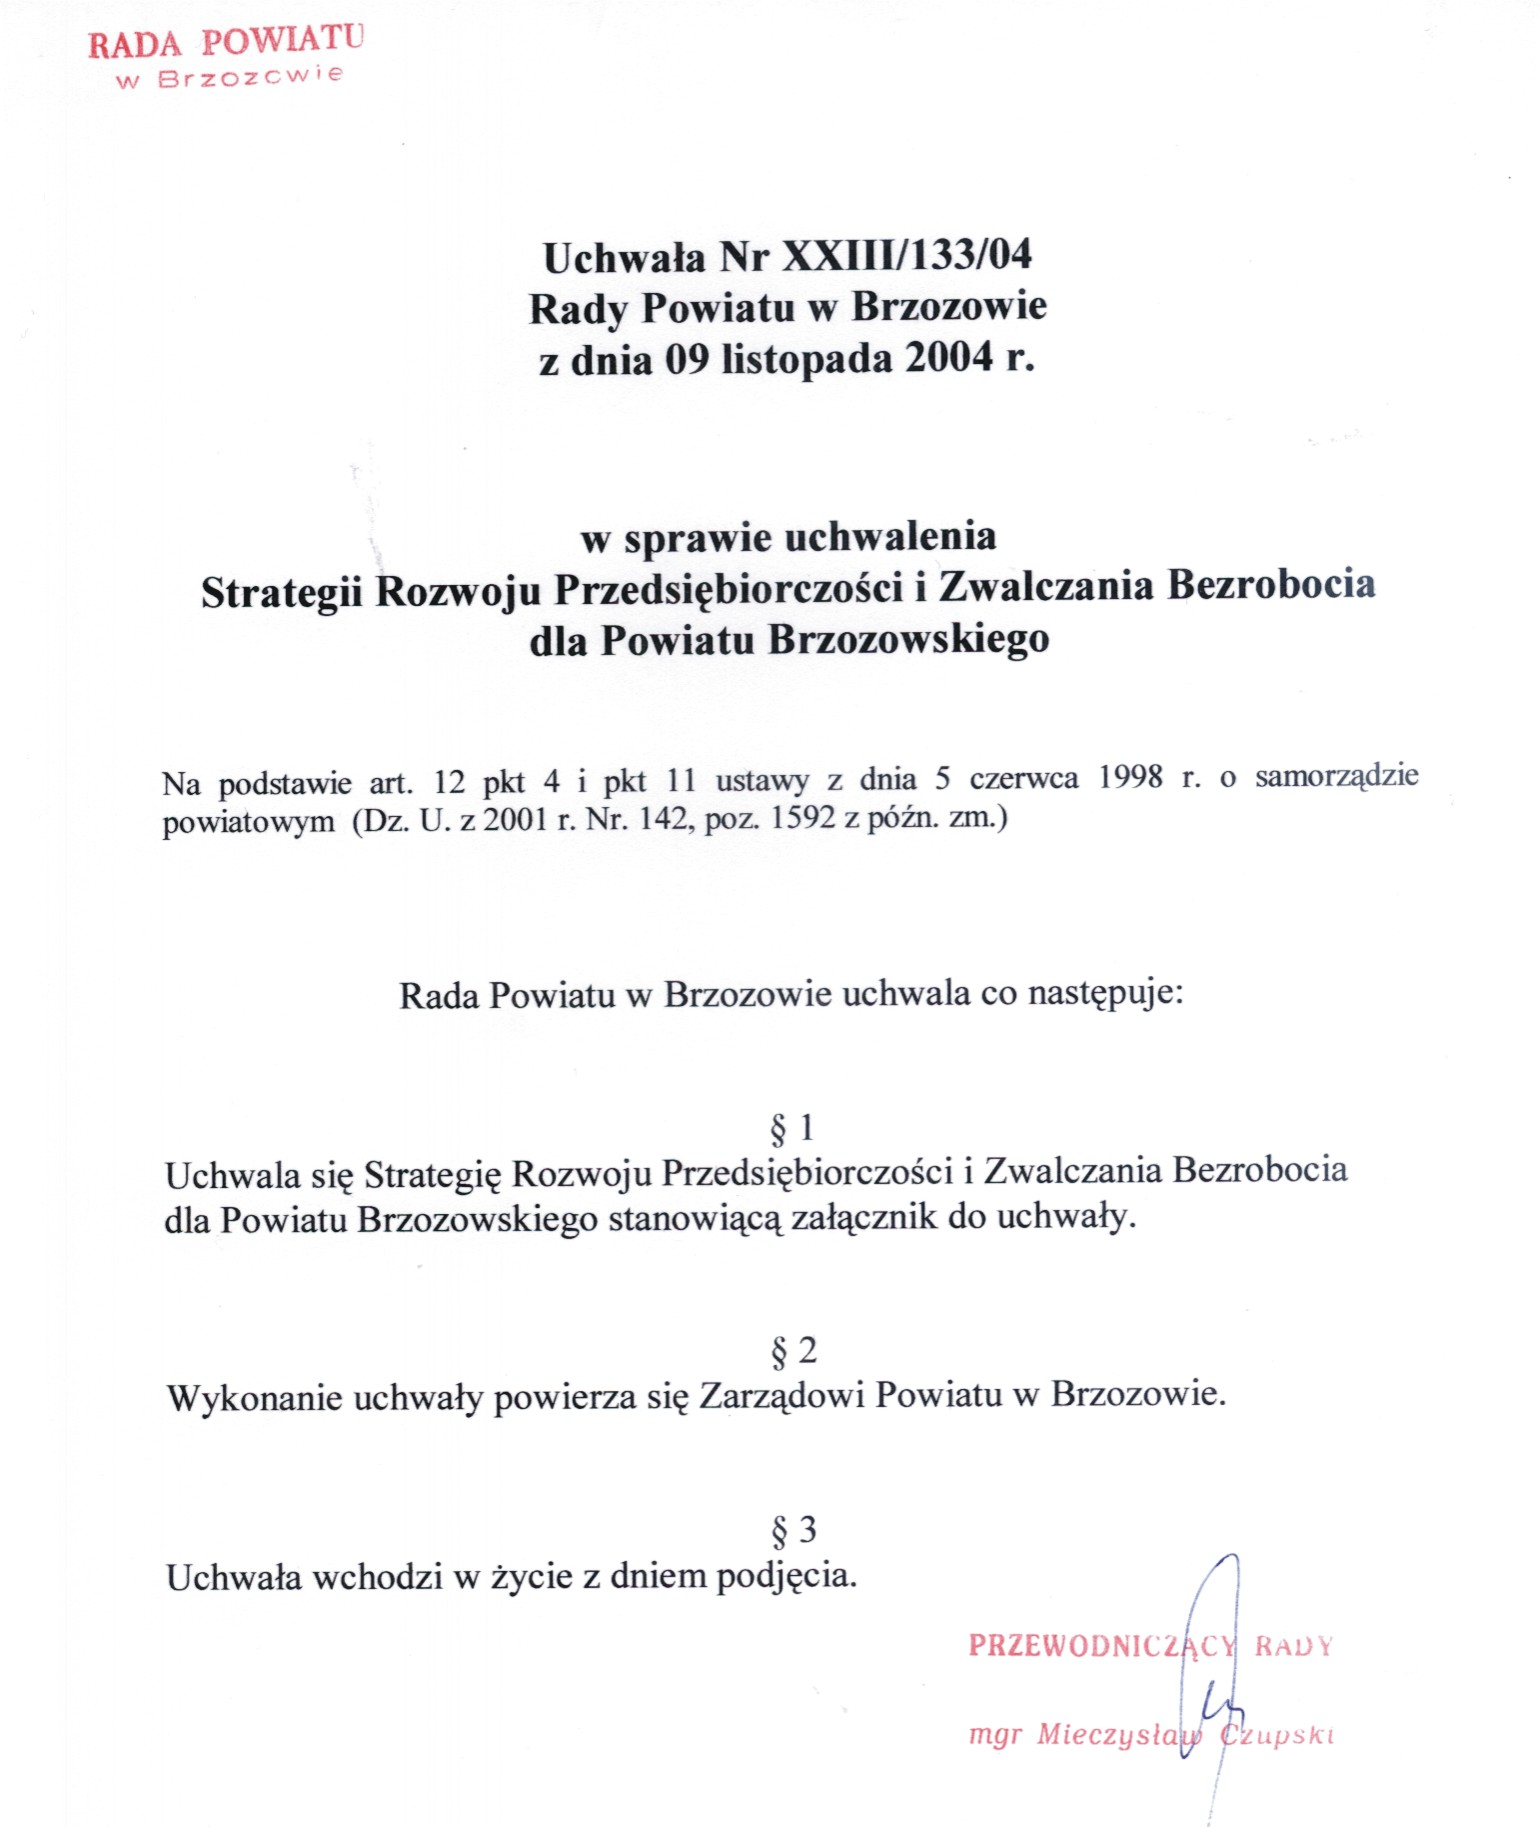 RADA POWIATU
w Brzozowie
Uchwała Nr XXIII/133/04
Rady Powiatu w Brzozowie
z dnia 09 listopada 2004 r.
w sprawie uchwalenia
Strategii Rozwoju Przedsiębiorczości i Zwalczania Bezrobocia
dla Powiatu Brzozowskiego
Na podstawie art. 12 pkt 4 i pkt 11 ustawy z dnia 5 czerwca 1998 r. o samorządzie
powiatowym (Dz. U. z 2001 r. Nr. 142, poz. 1592 z późn. zm.)
Rada Powiatu w Brzozowie uchwala co następuje:
§ 1
Uchwala się Strategię Rozwoju Przedsiębiorczości i Zwalczania Bezrobocia
dla Powiatu Brzozowskiego stanowiącą załącznik do uchwały.
§ 2
Wykonanie uchwały powierza się Zarządowi Powiatu w Brzozowie.
§ 3
Uchwała wchodzi w życie z dniem podjęcia.
PRZEWODNICZĄCY RADY
mgr Mieczysław Czupski